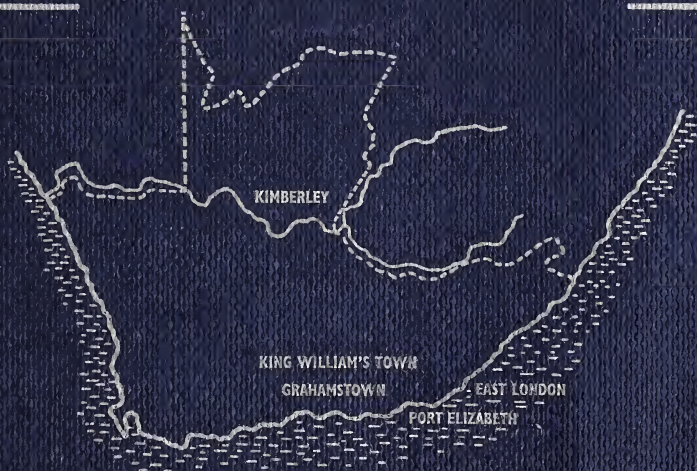 KIMBERLEY
KING WILLIAM'S TOWN
GRAHAMSTOWN
EAST LONDON
PORT ELIZABETH